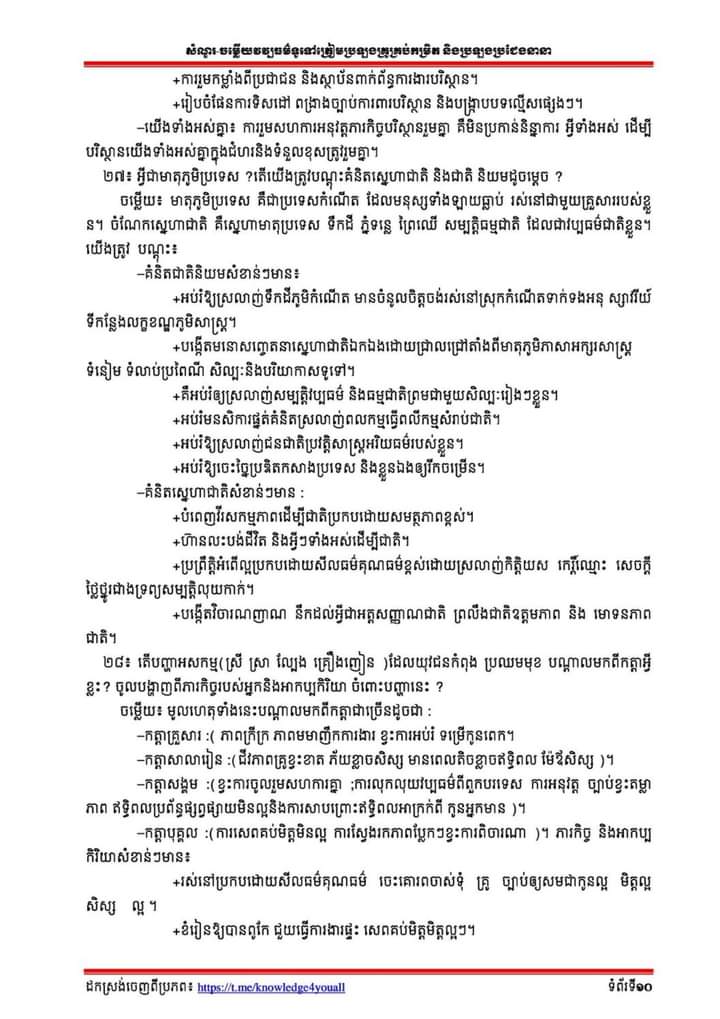 សំណួរ-ចម្លើយវប្បធម៌ទូទៅត្រៀមប្រឡងគ្រូគ្រប់កម្រិត និងប្រឡងប្រជែងនានា
+ការរួមកម្លាំងពីប្រជាជន និងស្ថាប័នពាក់ព័ន្ធការងារបរិស្ថាន។
+រៀបចំផែនការទិសដៅ ពង្រាងច្បាប់ការពារបរិស្ថាន និងបង្ក្រាបបទល្មើសផ្សេងៗ។
–យើងទាំងអស់គ្នា៖ ការរួមសហការអនុវត្តភារកិច្ចបរិស្ថានរួមគ្នា គឺមិនប្រកាន់និន្នាការ អ្វីទាំងអស់ ដើម្បី
បរិស្ថានយើងទាំងអស់គ្នាក្នុងជំហរនិងទំនួលខុសត្រូវរួមគ្នា។
២៧៖ អ្វីជាមាតុភូមិប្រទេស ?តើយើងត្រូវបណ្តុះគំនិតស្នេហាជាតិ និងជាតិ និយមដូចម្តេច ?
ចម្លើយ៖ មាតុភូមិប្រទេស គឺជាប្រទេសកំណើត ដែលមនុស្សទាំងឡាយធ្លាប់ រស់នៅជាមួយគ្រួសាររបស់ខ្លួ
ន។ ចំណែកស្នេហាជាតិ គឺស្នេហាមាតុប្រទេស ទឹកដី ភ្នំទន្លេ ព្រៃឈើ សម្បត្តិធម្មជាតិ ដែលជាវប្បធម៌ជាតិខ្លួន។
យើងត្រូវ បណ្តុះ៖
–គំនិតជាតិនិយមសំខាន់ៗមាន៖
+អប់រំឱ្យស្រលាញ់ទឹកដីភូមិកំណើត មានចំនូលចិត្តចង់រស់នៅស្រុកកំណើតទាក់ទងអនុ ស្សាវរីយ៍
ទីកន្លែងលក្ខខណ្ឌភូមិសាស្ត្រ។
+បង្កើតមនោសញ្ចេតនាស្នេហាជាតិឯកឯងដោយជ្រាលជ្រៅតាំងពីមាតុភូមិភាសាអក្សរសាស្ត្រ
ទំនៀម ទំលាប់ប្រពៃណី សិល្បៈនិងបរិយាកាសទូទៅ។
+គឺអប់រំឲ្យស្រលាញ់សម្បត្តិវប្បធម៌ និងធម្មជាតិព្រមជាមួយសិល្បៈរៀងៗខ្លួន។
+អប់រំមនសិការផ្នត់គំនិតស្រលាញ់ពលកម្មធ្វើពលីកម្មសំរាប់ជាតិ។
+អប់រំឱ្យស្រលាញ់ជនជាតិប្រវត្តិសាស្ត្រអរិយធម៌របស់ខ្លួន។
+អប់រំឱ្យចេះច្នៃប្រឌិតកសាងប្រទេស និងខ្លួនឯងឲ្យរីកចម្រើន។
–គំនិតស្នេហាជាតិសំខាន់ៗមាន :
+បំពេញវីរសកម្មភាពដើម្បីជាតិប្រកបដោយសមត្ថភាពខ្ពស់។
+ហ៊ានលះបង់ជីវិត និងអ្វីៗទាំងអស់ដើម្បីជាតិ។
+ប្រព្រឹត្តិអំពើល្អប្រកបដោយសីលធម៌គុណធម៌ខ្ពស់ដោយស្រលាញ់កិត្តិយស កេរ្តិ៍ឈ្មោះ សេចក្តី
ថ្លៃថ្នូរជាងទ្រព្យសម្បត្តិលុយកាក់។
+បង្កើតវិចារណញាណ នឹកដល់អ្វីជាអត្តសញ្ញាណជាតិ ព្រលឹងជាតិឧត្តមភាព និង មោទនភាព
ជាតិ។
២៨៖ តើបញ្ហាអសកម្ម(ស្រី ស្រា ល្បែង គ្រឿងញៀន )ដែលយុវជនកំពុង ប្រឈមមុខ បណ្តាលមកពីកត្តាអ្វី
ខ្លះ? ចូលបង្ហាញពីភារកិច្ចរបស់អ្នកនិងអាកប្បកិរិយា ចំពោះបញ្ហានេះ ?
ចម្លើយ៖ មូលហេតុទាំងនេះបណ្តាលមកពីកត្តាជាច្រើនដូចជា :
–កត្តាគ្រួសារ :( ភាពក្រីក្រ ភាពមមាញឹកការងារ ខ្វះការអប់រំ ទម្រើកូនពេក។
–កត្តាសាលារៀន :(ជីវភាពគ្រូខ្វះខាត ភ័យខ្លាចសិស្ស មានពេលតិចខ្លាចឥទ្ធិពល ម៉ែឪសិស្ស )។
–កត្តាសង្គម :(ខ្វះការចូលរួមសហការគ្នា ;ការលុកលុយវប្បធម៌ពីពួកបរទេស ការអនុវត្ត ច្បាប់ខ្វះតម្លា
ភាព ឥទ្ធិពលប្រព័ន្ធផ្សព្វផ្សាយមិនល្អនិងការសាបព្រោះឥទ្ធិពលអាក្រក់ពី កូនអ្នកមាន )។
–កត្តាបុគ្គល :(ការសេពគប់មិត្តមិនល្អ ការស្វែងរកភាពប្លែកៗខ្វះការពិចារណា )។ ភារកិច្ច និងអាកប្ប
កិរិយាសំខាន់ៗមាន៖
+រស់នៅប្រកបដោយសីលធម៌គុណធម៌ ចេះគោរពចាស់ទុំ គ្រូ ច្បាប់ឲ្យសមជាកូនល្អ មិត្តល្អ
សិស្ស ល្អ ។
+ខំរៀនឱ្យបានពូកែ ជួយធ្វើការងារផ្ទះ សេពគប់មិត្តមិត្តល្អៗ។
ដកស្រង់ចេញពីប្រភព៖ https://t.me/knowledge4youall
ទំព័រទី១០